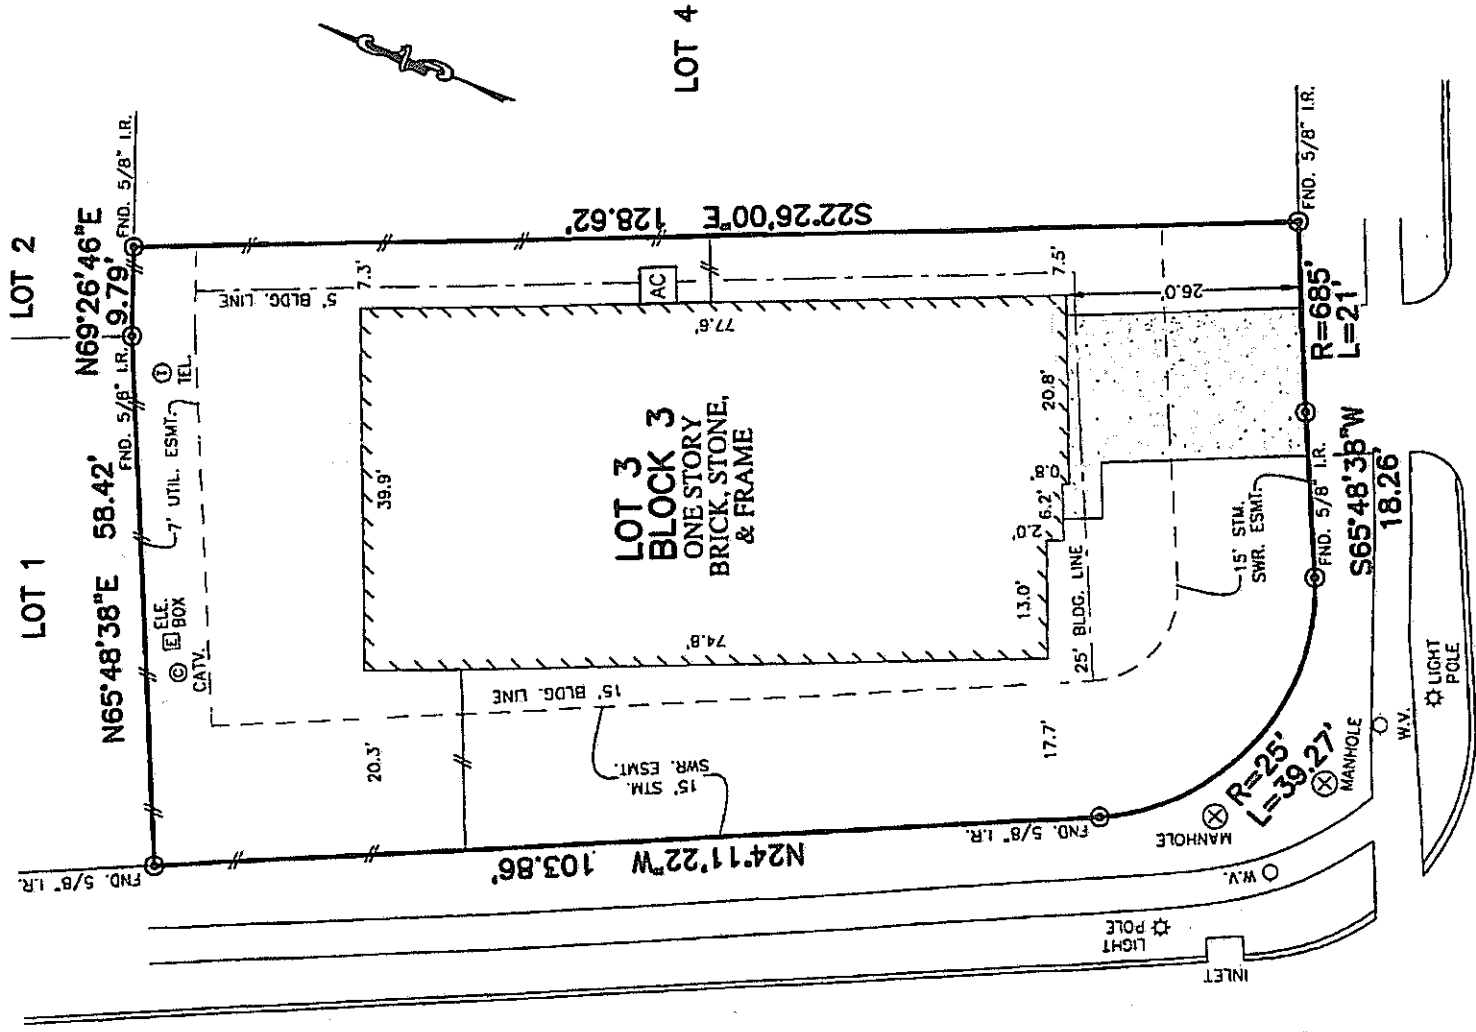 LOT 1
LOT 2
LOT 4
N65°48'38"E 58.42'
N69°26'46"E
9.79'
FND. 5/8" I.R.
FND. 5/8" I.R.
FND. 5/8" I.R.
7' UTIL. ESMT.
T
TEL.
C
E
ELE.
BOX
CATV.
5' BLDG. LINE
7.3'
AC
S22°26'00"E 128.62'
39.9'
77.6'
LOT 3
BLOCK 3
ONE STORY
BRICK, STONE,
& FRAME
74.8'
20.3'
15' BLDG. LINE
15' STM.
SWR. ESMT.
N24°11'22"W 103.86'
FND. 5/8" I.R.
17.7'
13.0'
2.0'
6.2'
0.8'
20.8'
7.5'
26.0'
25' BLDG. LINE
15' STM.
SWR. ESMT.
FND. 5/8" I.R.
FND. 5/8" I.R.
R=685'
L=21'
S65°48'38"W
18.26'
R=25'
L=39.27'
MANHOLE
MANHOLE
W.V.
W.V.
LIGHT
POLE
LIGHT
POLE
INLET